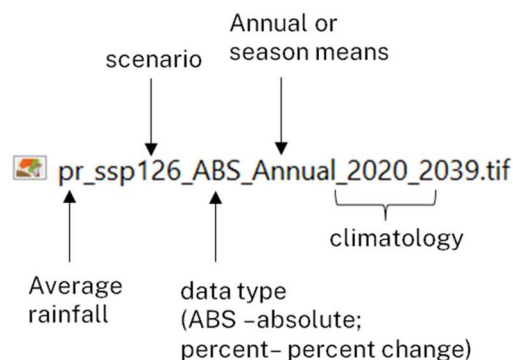 Annual or
season means
scenario
pr_ssp126_ABS_Annual_2020_2039.tif
climatology
Average
rainfall
data type
(ABS –absolute;
percent– percent change)